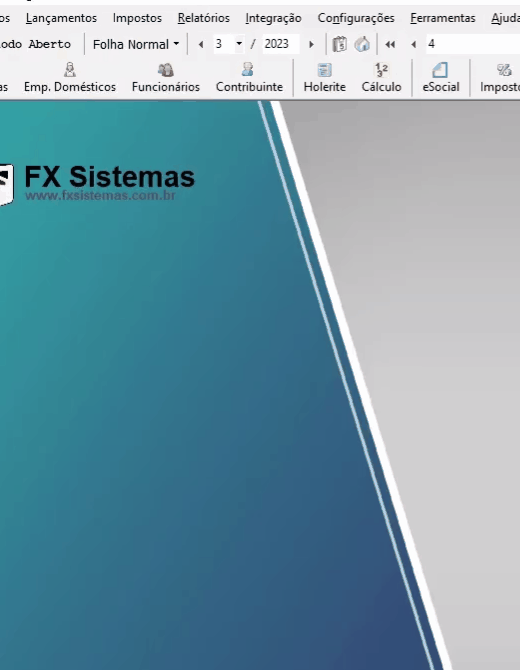 os Lançamentos Impostos Relatórios Integração Configurações Ferramentas Ajuda
odo Aberto Folha Normal 3 / 2023 4
as Emp. Domésticos Funcionários Contribuinte Holerite Cálculo eSocial Imposto
FX Sistemas
www.fxsistemas.com.br